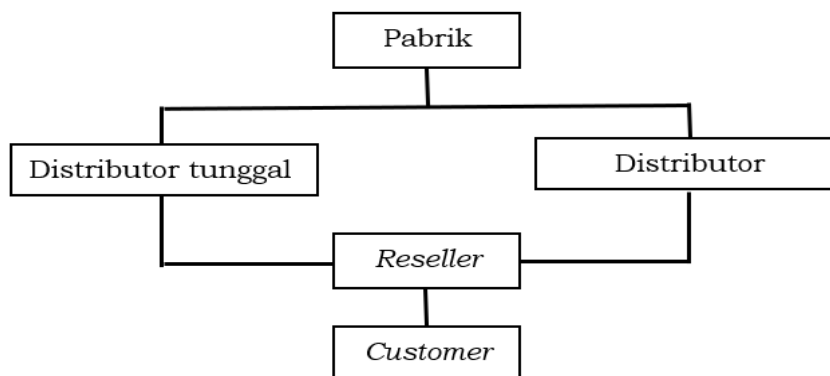 Pabrik
Distributor tunggal
Distributor
Reseller
Customer